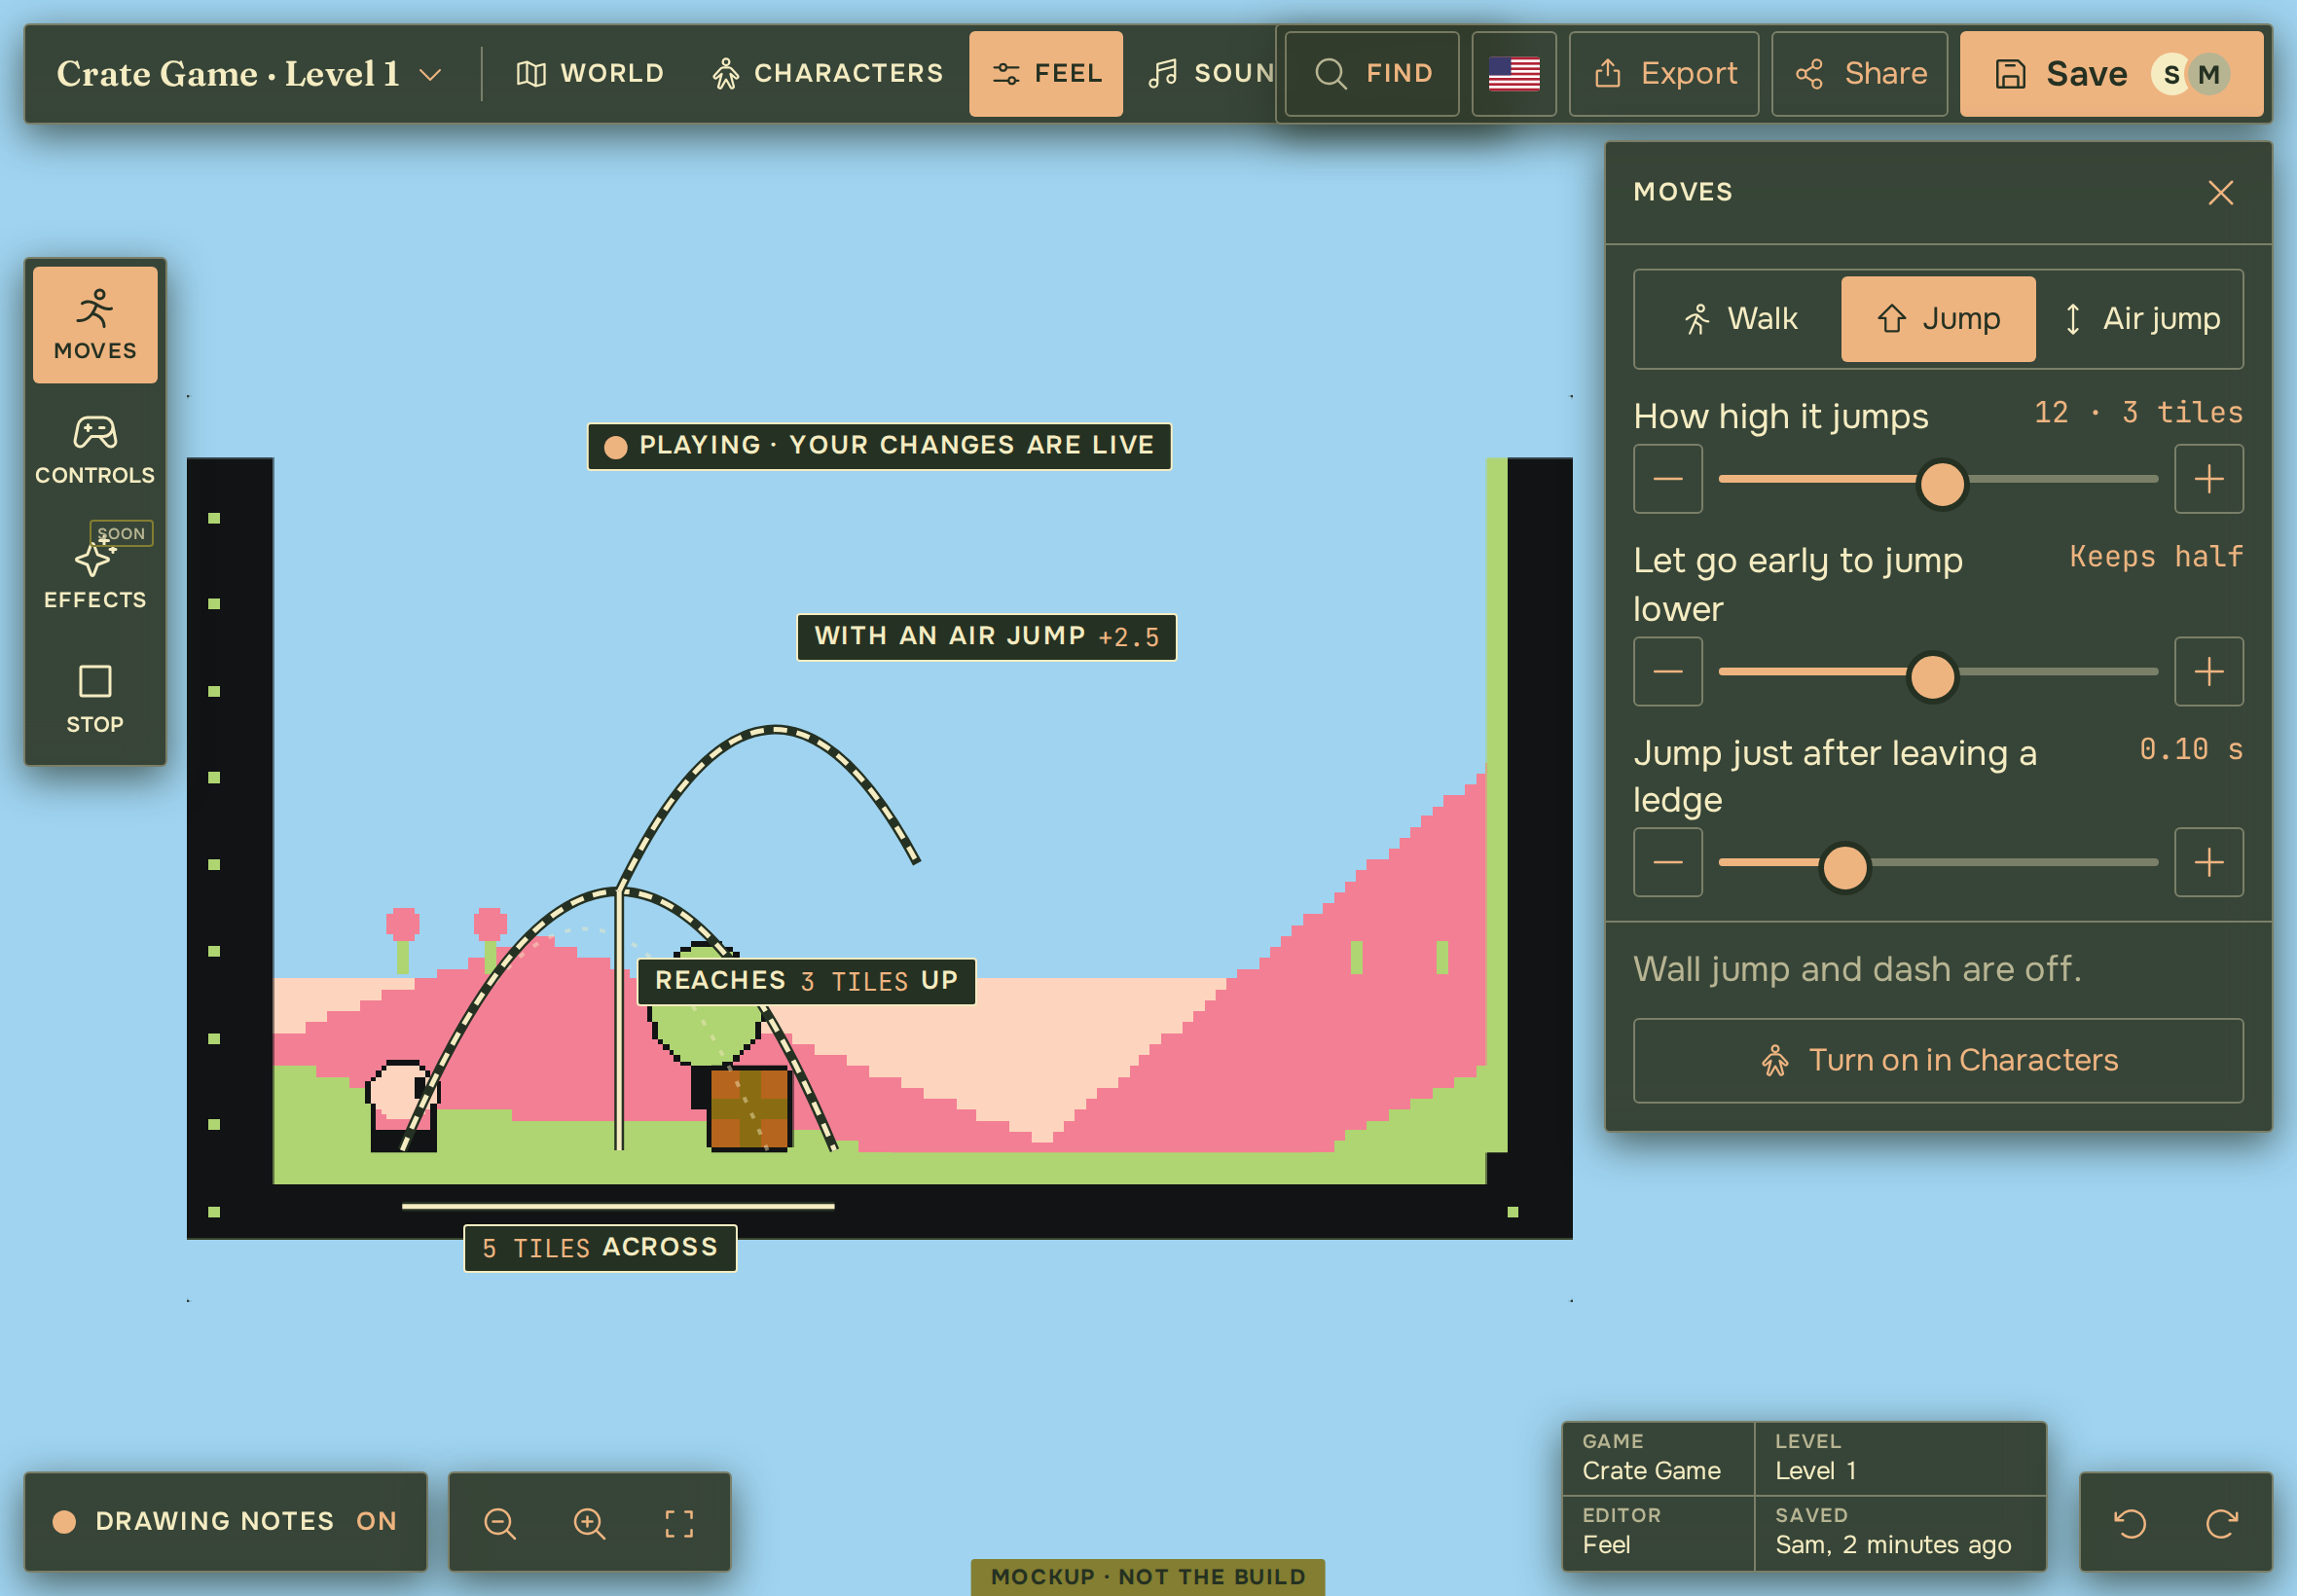 Crate Game · Level 1
WORLD
CHARACTERS
FEEL
SOUN
FIND
Export
Share
Save
S
M
MOVES
CONTROLS
SOON
EFFECTS
STOP
PLAYING · YOUR CHANGES ARE LIVE
WITH AN AIR JUMP +2.5
REACHES 3 TILES UP
5 TILES ACROSS
MOVES
Walk
Jump
Air jump
How high it jumps
12 · 3 tiles
Let go early to jump
lower
Keeps half
Jump just after leaving a
ledge
0.10 s
Wall jump and dash are off.
Turn on in Characters
DRAWING NOTES ON
GAME
Crate Game
LEVEL
Level 1
EDITOR
Feel
SAVED
Sam, 2 minutes ago
MOCKUP · NOT THE BUILD